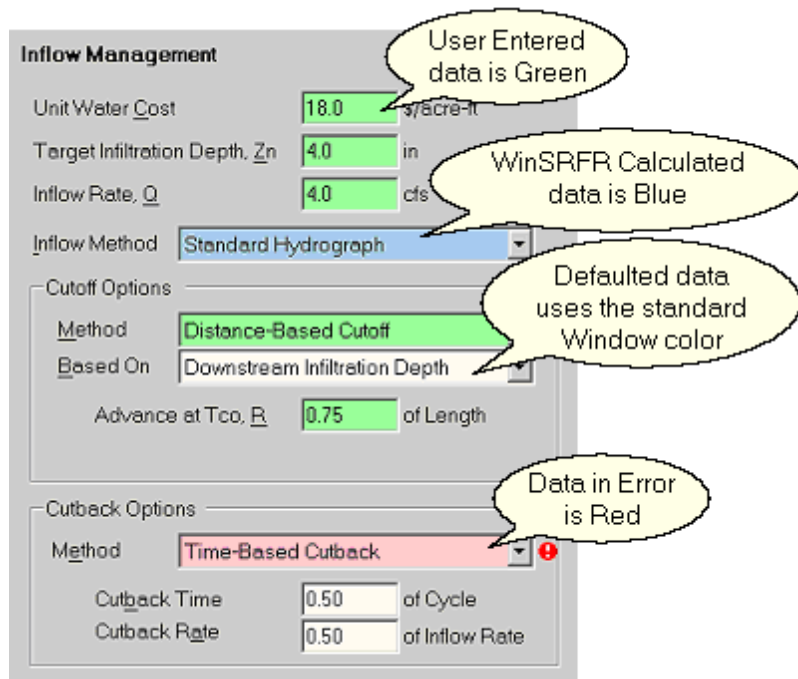 Inflow Management
User Entered
data is Green
Unit Water Cost 18.0 $/acre-ft
Target Infiltration Depth, Zn 4.0 in
Inflow Rate, Q 4.0 cfs
WinSRFR Calculated
data is Blue
Inflow Method Standard Hydrograph
Defaulted data
uses the standard
Window color
Cutoff Options
Method Distance-Based Cutoff
Based On Downstream Infiltration Depth
Advance at Tco, R 0.75 of Length
Data in Error
is Red
Cutback Options
Method Time-Based Cutback
Cutback Time 0.50 of Cycle
Cutback Rate 0.50 of Inflow Rate